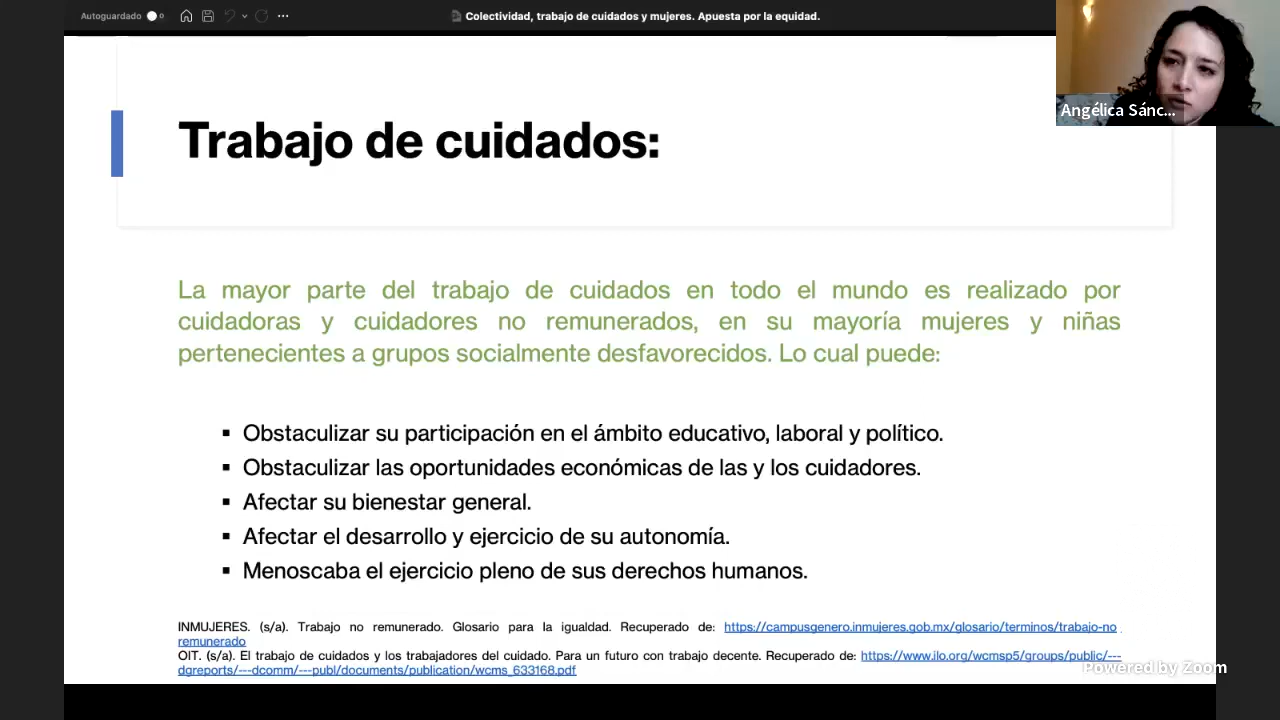 Autoguardado
Colectividad, trabajo de cuidados y mujeres. Apuesta por la equidad.
Angélica Sánc...
Trabajo de cuidados:
La mayor parte del trabajo de cuidados en todo el mundo es realizado por
cuidadoras y cuidadores no remunerados, en su mayoría mujeres y niñas
pertenecientes a grupos socialmente desfavorecidos. Lo cual puede:
▪ Obstaculizar su participación en el ámbito educativo, laboral y político.
▪ Obstaculizar las oportunidades económicas de las y los cuidadores.
▪ Afectar su bienestar general.
▪ Afectar el desarrollo y ejercicio de su autonomía.
▪ Menoscaba el ejercicio pleno de sus derechos humanos.
INMUJERES. (s/a). Trabajo no remunerado. Glosario para la igualdad. Recuperado de: https://campusgenero.inmujeres.gob.mx/glosario/terminos/trabajo-no
remunerado
OIT. (s/a). El trabajo de cuidados y los trabajadores del cuidado. Para un futuro con trabajo decente. Recuperado de: https://www.ilo.org/wcmsp5/groups/public/---
dgreports/---dcomm/---publ/documents/publication/wcms_633168.pdf
Powered by Zoom